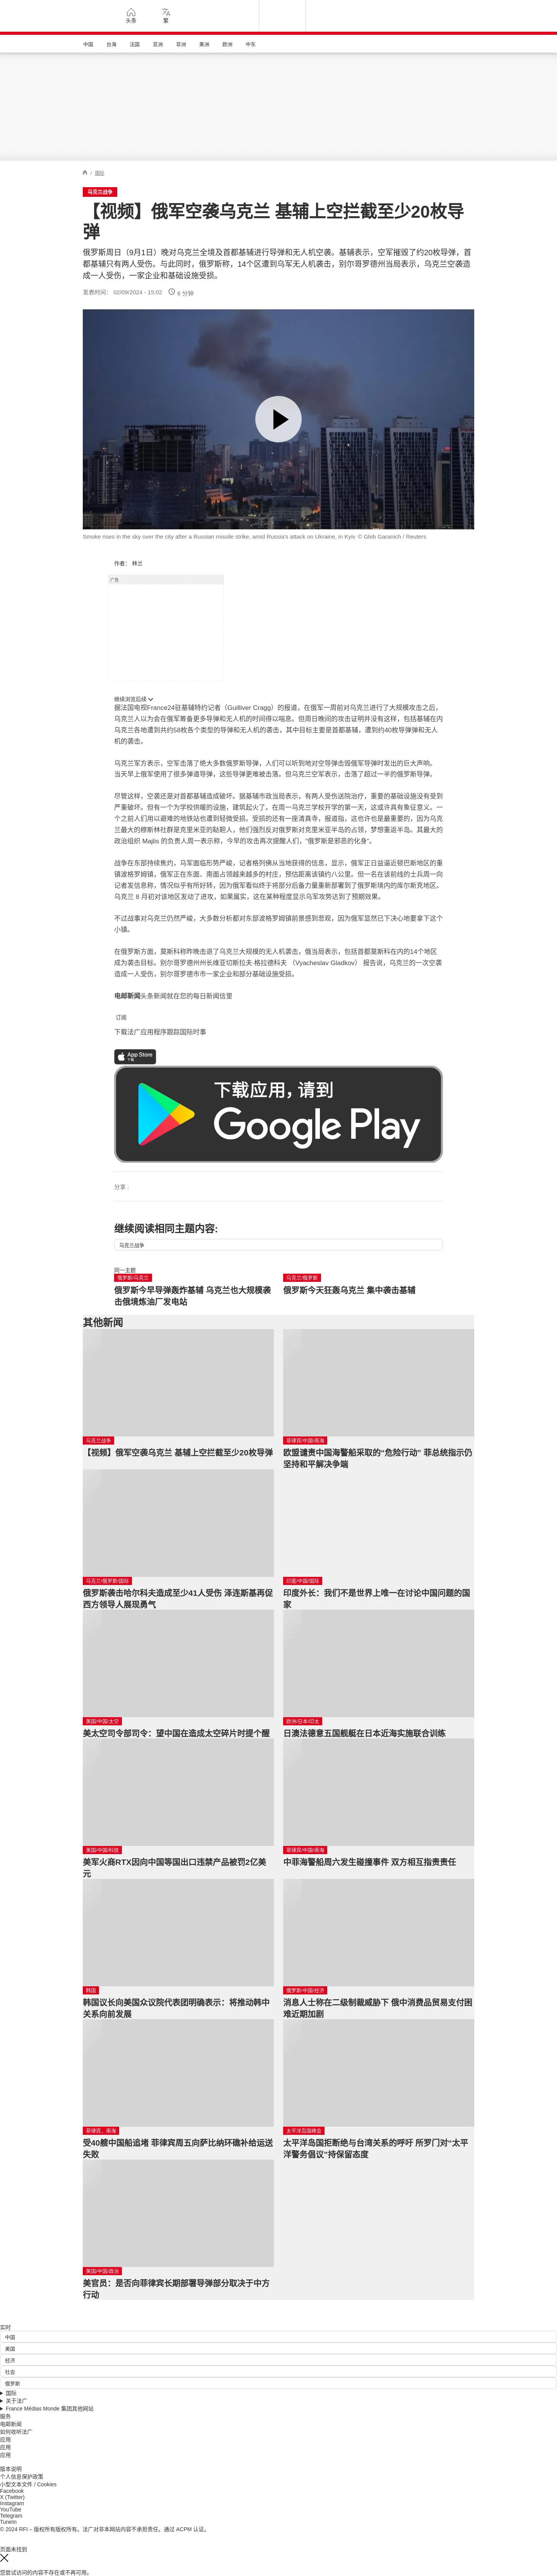 头条
繁
中国
台海
法国
亚洲
非洲
美洲
欧洲
中东
/ 国际
乌克兰战争
【视频】俄军空袭乌克兰 基辅上空拦截至少20枚导
弹
俄罗斯周日（9月1日）晚对乌克兰全境及首都基辅进行导弹和无人机空袭。基辅表示，空军摧毁了约20枚导弹，首
都基辅只有两人受伤。与此同时，俄罗斯称，14个区遭到乌军无人机袭击，别尔哥罗德州当局表示，乌克兰空袭造
成一人受伤，一家企业和基础设施受损。
发表时间： 02/09/2024 - 15:02
6 分钟
Smoke rises in the sky over the city after a Russian missile strike, amid Russia's attack on Ukraine, in Kyiv. © Gleb Garanich / Reuters
作者： 林兰
广告
继续浏览后续
据法国电视France24驻基辅特约记者（Guilliver Cragg）的报道，在俄军一周前对乌克兰进行了大规模攻击之后，
乌克兰人以为会在俄军筹备更多导弹和无人机的时间得以喘息。但周日晚间的攻击证明并没有这样，包括基辅在内
乌克兰各地遭到共约58枚各个类型的导弹和无人机的袭击，其中目标主要是首都基辅，遭到约40枚导弹弹和无人
机的袭击。
乌克兰军方表示，空军击落了绝大多数俄罗斯导弹，人们可以听到地对空导弹击毁俄军导弹时发出的巨大声响。
当天早上俄军使用了很多弹道导弹，这些导弹更难被击落。但乌克兰空军表示，击落了超过一半的俄罗斯导弹。
尽管这样，空袭还是对首都基辅造成破坏。据基辅市政当局表示，有两人受伤送院治疗，重要的基础设施没有受到
严重破坏。但有一个为学校供暖的设施，建筑起火了。在周一乌克兰学校开学的第一天，这或许具有象征意义。一
个之前人们用以避难的地铁站也遭到轻微受损。受损的还有一座清真寺，报道指，这也许也是最重要的，因为乌克
兰最大的穆斯林社群是克里米亚的鞑靼人，他们强烈反对俄罗斯对克里米亚半岛的占领，梦想重返半岛。其最大的
政治组织 Majlis 的负责人周一表示称，今早的攻击再次提醒人们，“俄罗斯是邪恶的化身”。
战争在东部持续焦灼，乌军面临形势严峻，记者格列佛从当地获得的信息，显示，俄军正日益逼近顿巴斯地区的重
镇波格罗姆镇，俄军正在东面、南面占领越来越多的村庄，预估距离该镇约八公里。但一名在该前线的士兵周一向
记者发信息称，情况似乎有所好转，因为俄军看似终于将部分后备力量重新部署到了俄罗斯境内的库尔斯克地区。
乌克兰 8 月初对该地区发动了进攻，如果属实，这在某种程度显示乌军攻势达到了预期效果。
不过战事对乌克兰仍然严峻，大多数分析都对东部波格罗姆镇前景感到悲观，因为俄军显然已下决心地要拿下这个
小镇。
在俄罗斯方面，莫斯科称昨晚击退了乌克兰大规模的无人机袭击，俄当局表示，包括首都莫斯科在内的14个地区
成为袭击目标。别尔哥罗德州州长维亚切斯拉夫·格拉德科夫 （Vyacheslav Gladkov） 报告说，乌克兰的一次空袭
造成一人受伤，别尔哥罗德市市一家企业和部分基础设施受损。
电邮新闻头条新闻就在您的每日新闻信里
订阅
下载法广应用程序跟踪国际时事
App Store
下载
下载应用，请到
Google Play
分享 :
继续阅读相同主题内容:
乌克兰战争
同一主题
俄罗斯/乌克兰
俄罗斯今早导弹轰炸基辅 乌克兰也大规模袭
击俄境炼油厂发电站
乌克兰/俄罗斯
俄罗斯今天狂轰乌克兰 集中袭击基辅
其他新闻
乌克兰战争
【视频】俄军空袭乌克兰 基辅上空拦截至少20枚导弹
菲律宾/中国/南海
欧盟谴责中国海警船采取的“危险行动” 菲总统指示仍
坚持和平解决争端
乌克兰/俄罗斯/国际
俄罗斯袭击哈尔科夫造成至少41人受伤 泽连斯基再促
西方领导人展现勇气
印度/中国/国际
印度外长：我们不是世界上唯一在讨论中国问题的国
家
美国/中国/太空
美太空司令部司令：望中国在造成太空碎片时提个醒
欧洲/日本/印太
日澳法德意五国舰艇在日本近海实施联合训练
美国/中国/科技
美军火商RTX因向中国等国出口违禁产品被罚2亿美
元
菲律宾/中国/南海
中菲海警船周六发生碰撞事件 双方相互指责责任
韩国
韩国议长向美国众议院代表团明确表示：将推动韩中
关系向前发展
俄罗斯/中国/经济
消息人士称在二级制裁威胁下 俄中消费品贸易支付困
难近期加剧
菲律宾、南海
受40艘中国船追堵 菲律宾周五向萨比纳环礁补给运送
失败
太平洋岛国峰会
太平洋岛国拒断绝与台湾关系的呼吁 所罗门对“太平
洋警务倡议”持保留态度
美国/中国/政治
美官员：是否向菲律宾长期部署导弹部分取决于中方
行动
实时
中国
美国
经济
社会
俄罗斯
国际
关于法广
France Médias Monde 集团其他网站
服务
电邮新闻
如何收听法广
应用
应用
应用
版本说明
个人信息保护政策
小型文本文件 / Cookies
Facebook
X (Twitter)
Instagram
YouTube
Telegram
TuneIn
© 2024 RFI – 版权所有版权所有。法广对非本网站内容不承担责任。通过 ACPM 认证。
页面未找到
您尝试访问的内容不存在或不再可用。